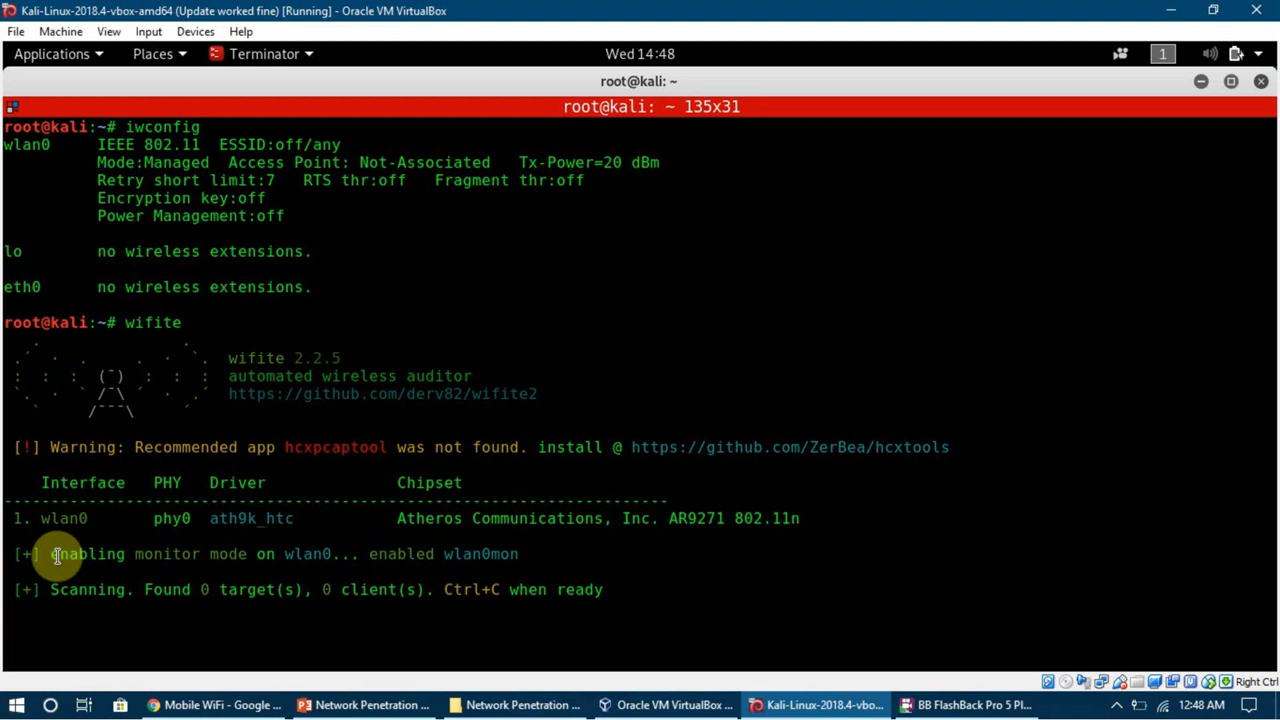 Kali-Linux-2018.4-vbox-amd64 (Update worked fine) [Running] - Oracle VM VirtualBox
File Machine View Input Devices Help
Applications Places Terminator Wed 14:48 1
root@kali: ~
root@kali: ~ 135x31
root@kali:~# iwconfig
wlan0 IEEE 802.11 ESSID:off/any
Mode:Managed Access Point: Not-Associated Tx-Power=20 dBm
Retry short limit:7 RTS thr:off Fragment thr:off
Encryption key:off
Power Management:off
lo no wireless extensions.
eth0 no wireless extensions.
root@kali:~# wifite
wifite 2.2.5
automated wireless auditor
https://github.com/derv82/wifite2
[!] Warning: Recommended app hcxpcaptool was not found. install @ https://github.com/ZerBea/hcxtools
Interface PHY Driver Chipset
1. wlan0 phy0 ath9k_htc Atheros Communications, Inc. AR9271 802.11n
[+] enabling monitor mode on wlan0... enabled wlan0mon
[+] Scanning. Found 0 target(s), 0 client(s). Ctrl+C when ready
Right Ctrl
Mobile WiFi - Google ... Network Penetration ... Network Penetration ... Oracle VM VirtualBox ... Kali-Linux-2018.4-vbo... BB FlashBack Pro 5 Pl... 12:48 AM